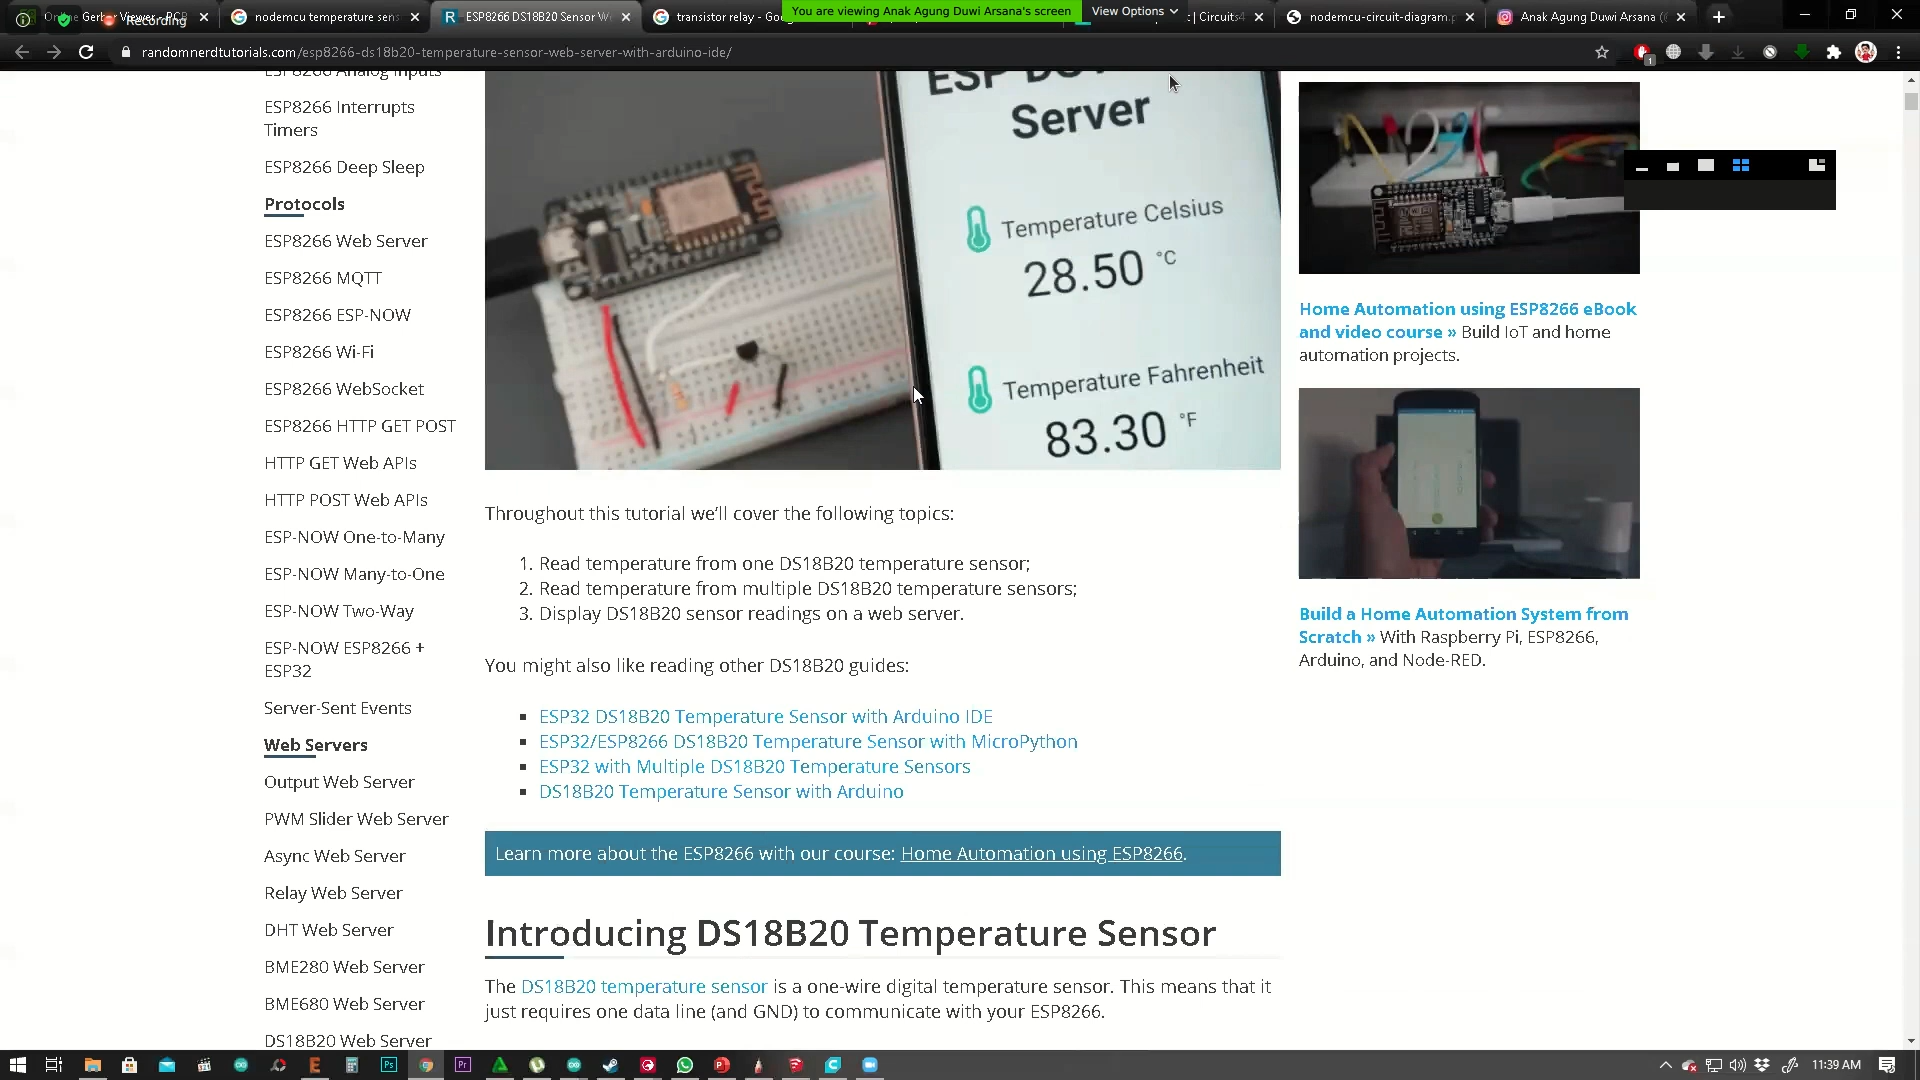 Recording
nodemcu temperature sens
ESP8266 DS18B20 Sensor W
transistor relay - Goo
You are viewing Anak Agung Duwi Arsana's screen
View Options
| Circuits4
nodemcu-circuit-diagram.p
Anak Agung Duwi Arsana (
randomnerdtutorials.com/esp8266-ds18b20-temperature-sensor-web-server-with-arduino-ide/
1
ESP8266 Analog Inputs
ESP8266 Interrupts
Timers
ESP8266 Deep Sleep
Protocols
ESP8266 Web Server
ESP8266 MQTT
ESP8266 ESP-NOW
ESP8266 Wi-Fi
ESP8266 WebSocket
ESP8266 HTTP GET POST
HTTP GET Web APIs
HTTP POST Web APIs
ESP-NOW One-to-Many
ESP-NOW Many-to-One
ESP-NOW Two-Way
ESP-NOW ESP8266 +
ESP32
Server-Sent Events
Web Servers
Output Web Server
PWM Slider Web Server
Async Web Server
Relay Web Server
DHT Web Server
BME280 Web Server
BME680 Web Server
DS18B20 Web Server
ESP
Server
Temperature Celsius
28.50 °C
Temperature Fahrenheit
83.30 °F
Throughout this tutorial we’ll cover the following topics:
1. Read temperature from one DS18B20 temperature sensor;
2. Read temperature from multiple DS18B20 temperature sensors;
3. Display DS18B20 sensor readings on a web server.
You might also like reading other DS18B20 guides:
ESP32 DS18B20 Temperature Sensor with Arduino IDE
ESP32/ESP8266 DS18B20 Temperature Sensor with MicroPython
ESP32 with Multiple DS18B20 Temperature Sensors
DS18B20 Temperature Sensor with Arduino
Learn more about the ESP8266 with our course: Home Automation using ESP8266.
Introducing DS18B20 Temperature Sensor
The DS18B20 temperature sensor is a one-wire digital temperature sensor. This means that it
just requires one data line (and GND) to communicate with your ESP8266.
Home Automation using ESP8266 eBook
and video course » Build IoT and home
automation projects.
Build a Home Automation System from
Scratch » With Raspberry Pi, ESP8266,
Arduino, and Node-RED.
11:39 AM